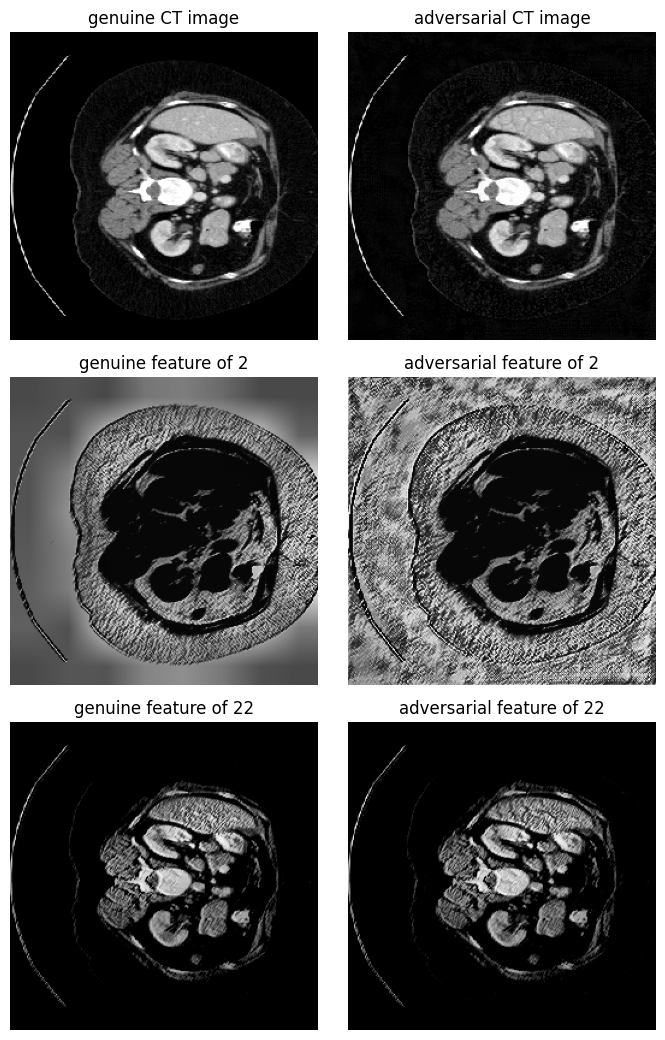 genuine CT image
adversarial CT image
genuine feature of 2
adversarial feature of 2
genuine feature of 22
adversarial feature of 22